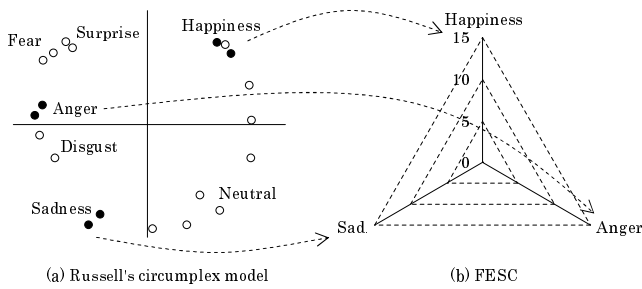 Happiness
Fear
Surprise
Anger
Disgust
Sadness
Neutral
(a) Russell's circumplex model
Happiness
15
10
5
0
Sad.
Anger
(b) FESC